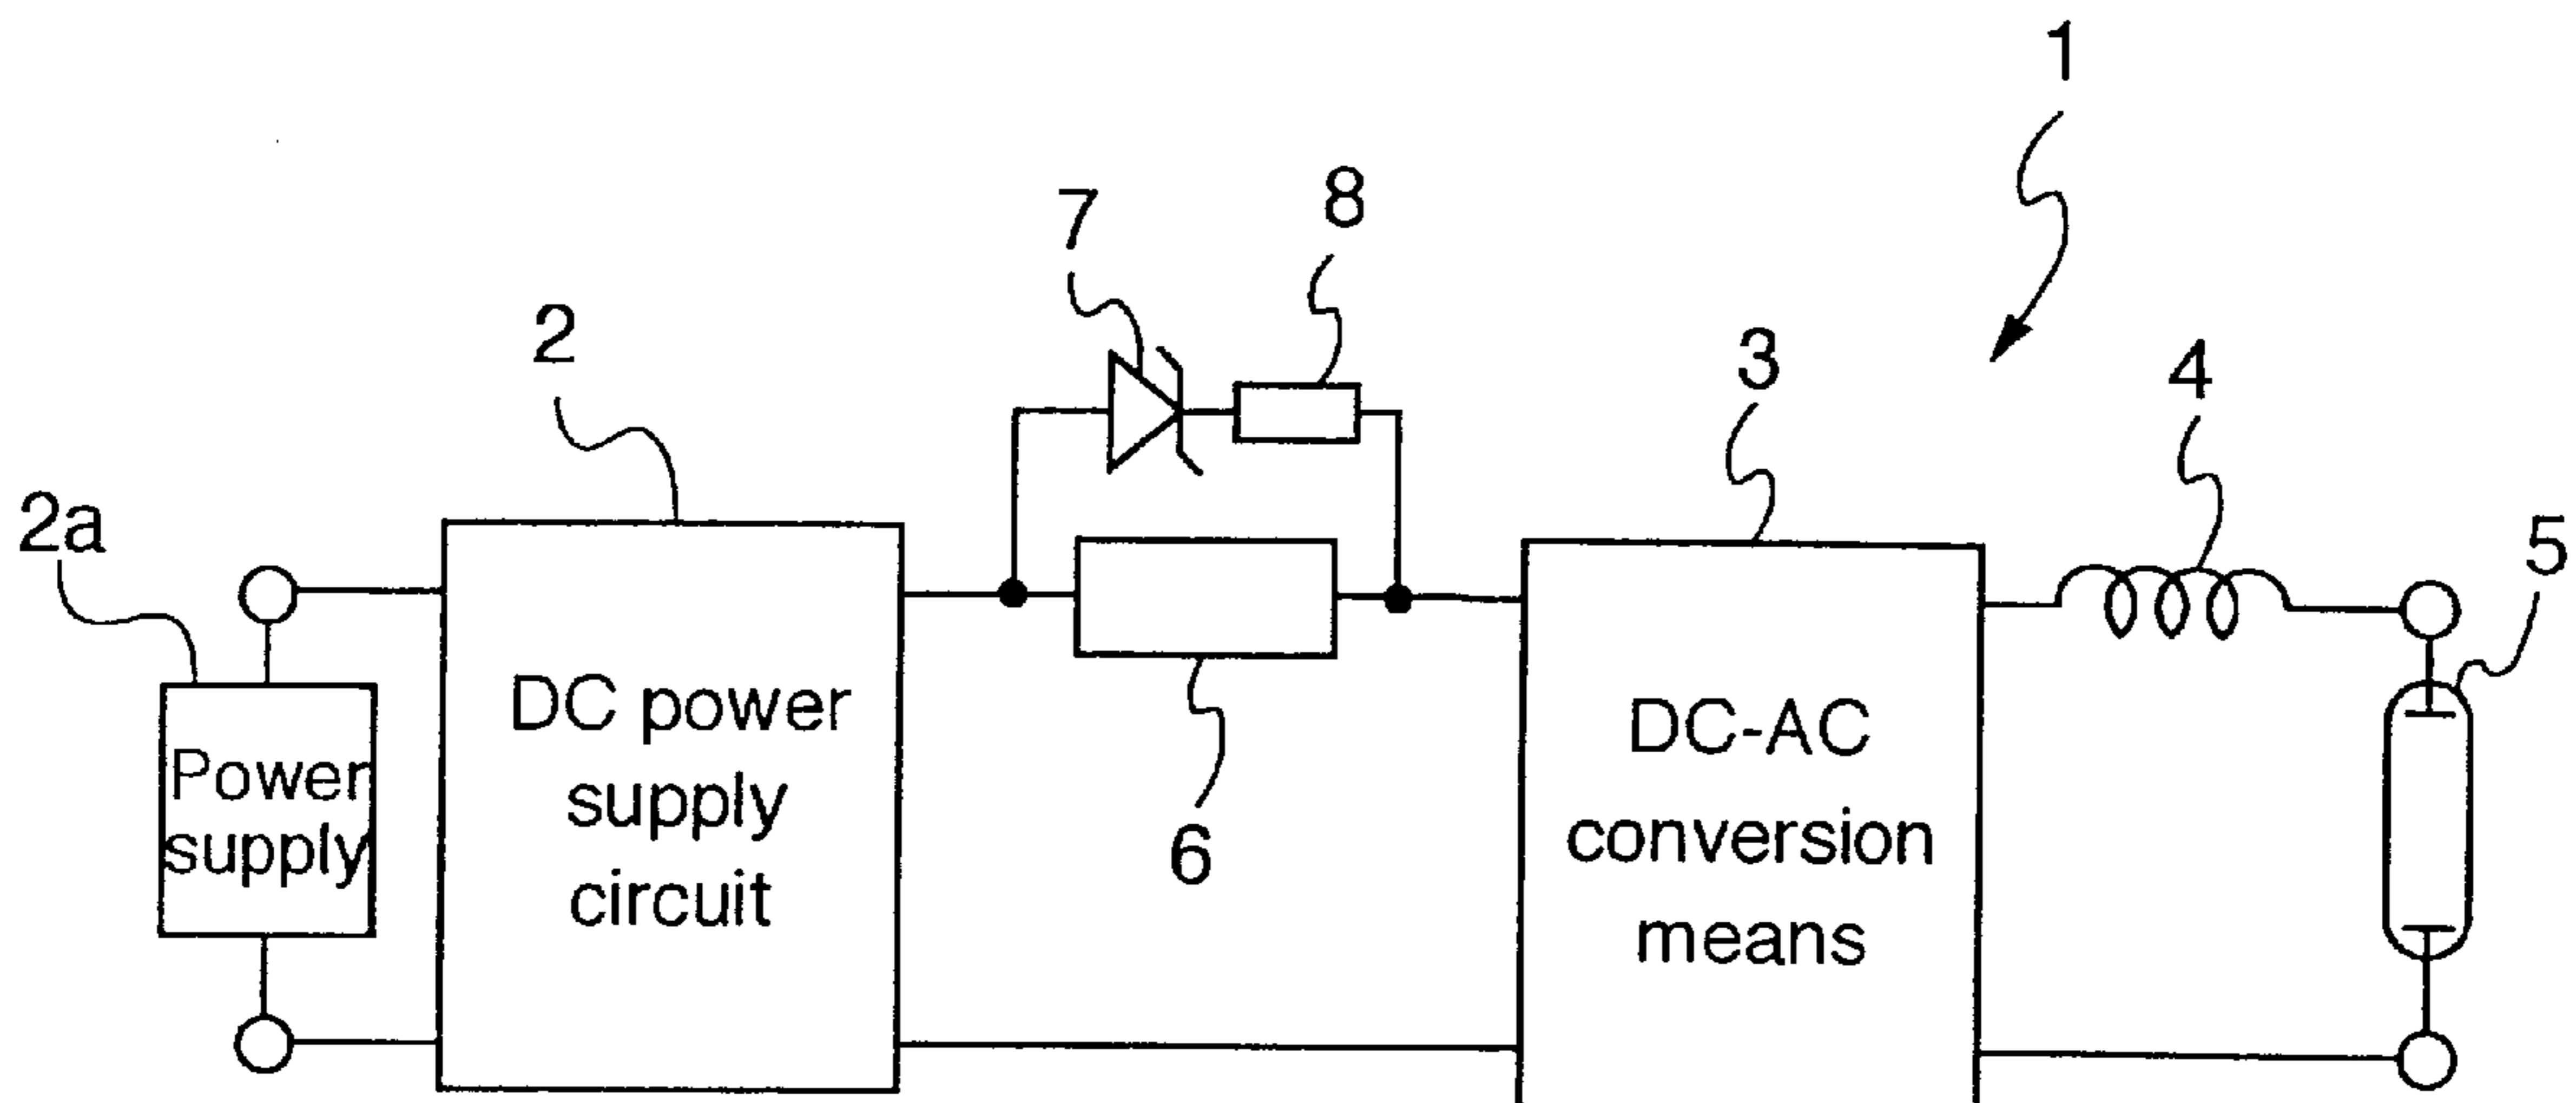 1
7
8
2
3
4
2a
5
Power
supply
DC power
supply
circuit
6
DC-AC
conversion
means